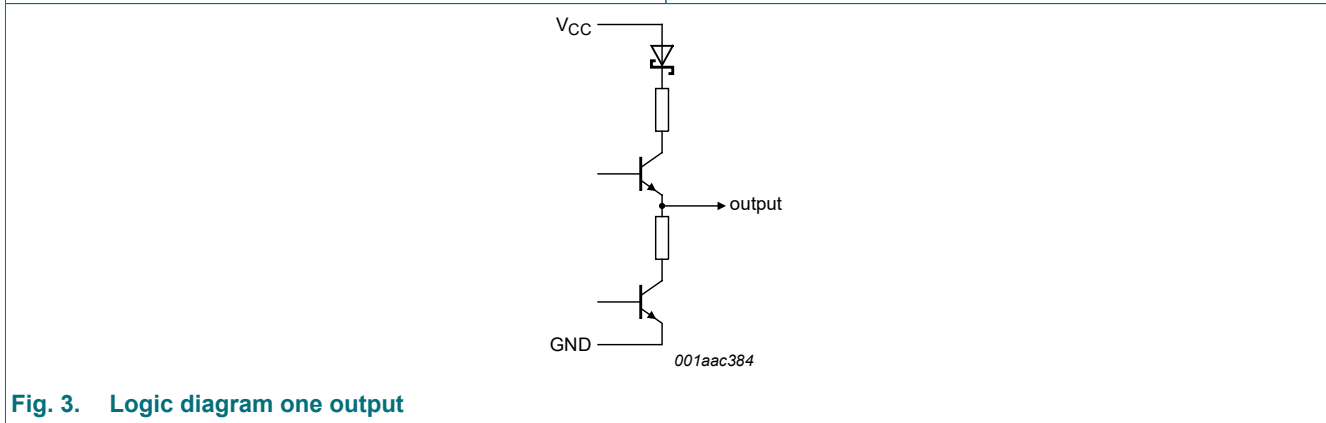 VCC
output
GND
001aac384
Fig. 3. Logic diagram one output